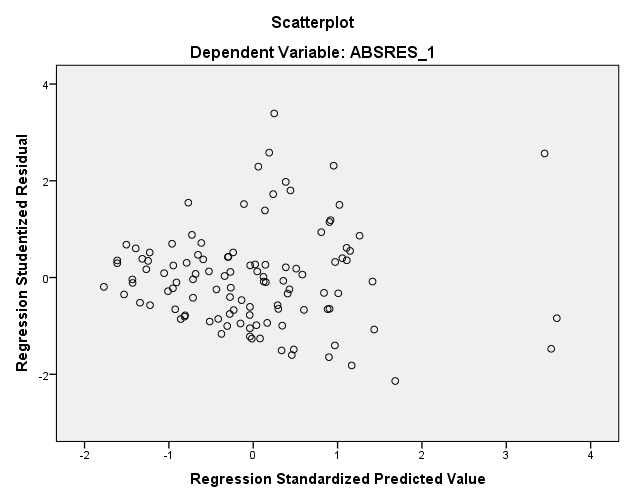 Scatterplot
Dependent Variable: ABSRES_1
Regression Studentized Residual
4
2
0
-2
-2
-1
0
1
2
3
4
Regression Standardized Predicted Value